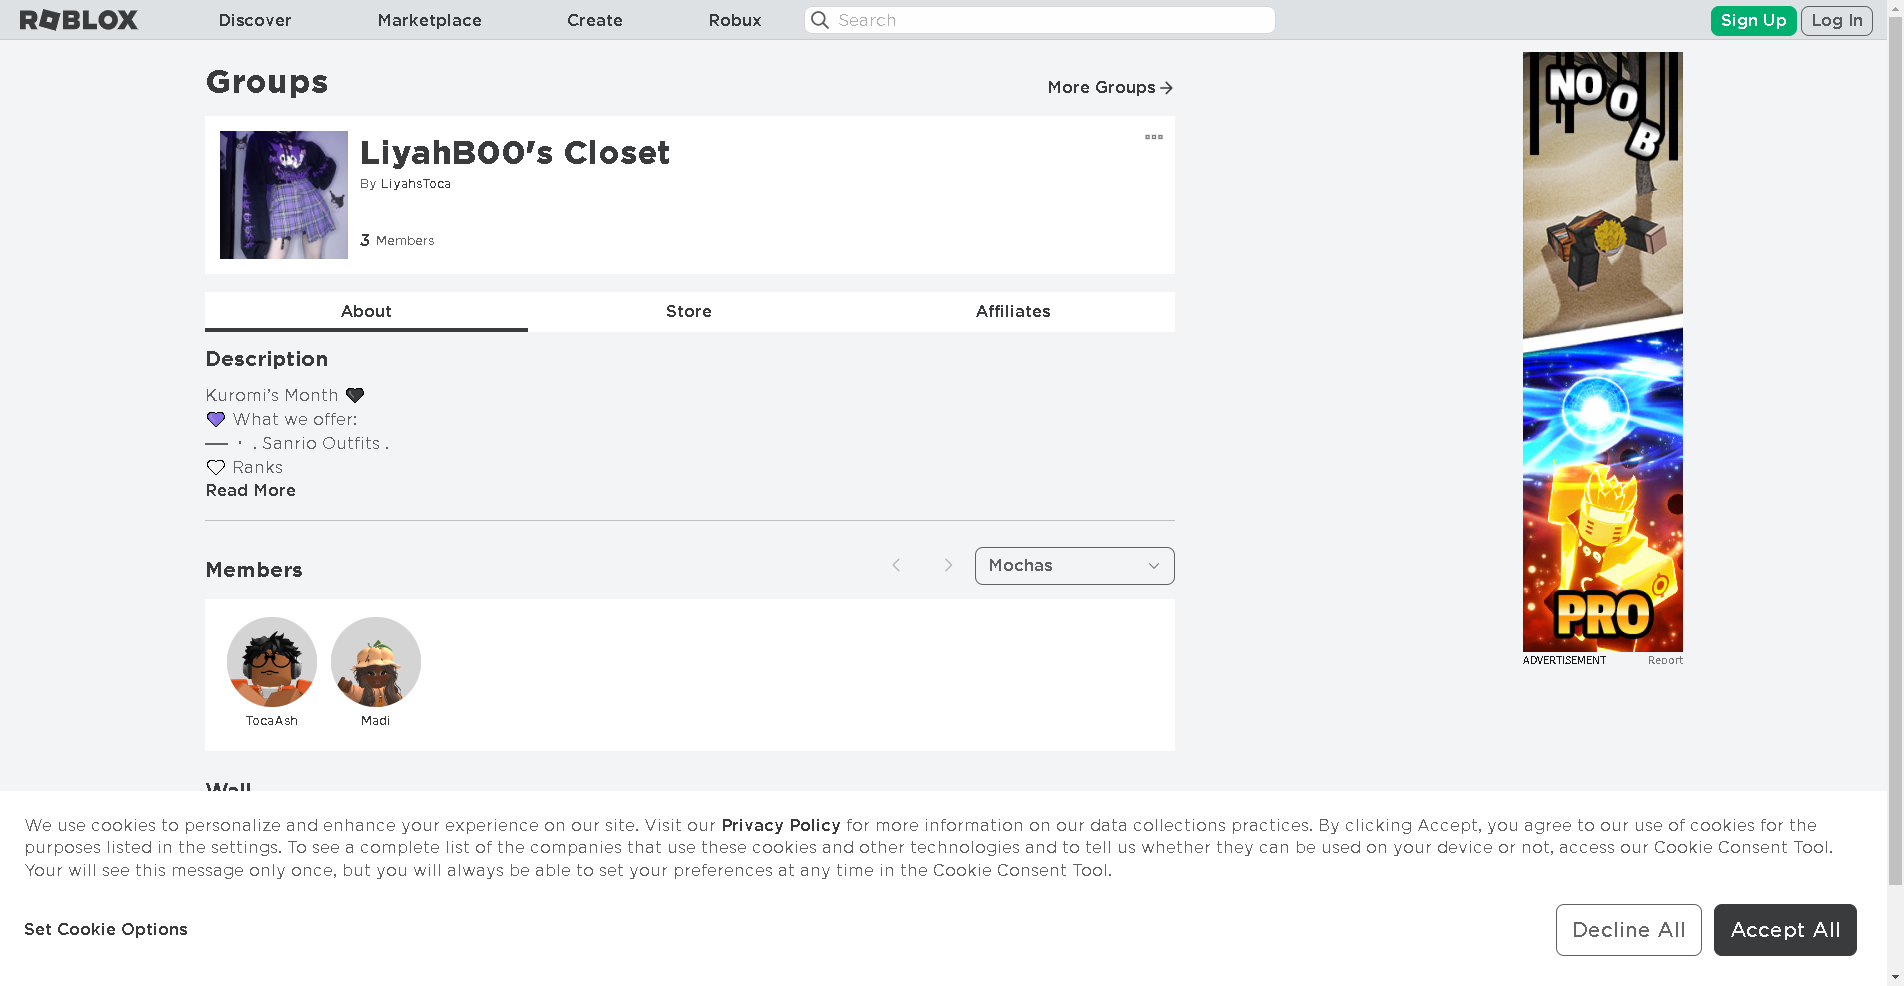 ROBLOX
Discover
Marketplace
Create
Robux
Search
Sign Up
Log In
Groups
More Groups
LiyahB00's Closet
By LiyahsToca
3 Members
About
Store
Affiliates
Description
Kuromi's Month 🖤
💜 What we offer:
── ・ . Sanrio Outfits .
🤍 Ranks
Read More
Members
Mochas
TocaAsh
Madi
Wall
NOOB
PRO
ADVERTISEMENT
Report
We use cookies to personalize and enhance your experience on our site. Visit our Privacy Policy for more information on our data collections practices. By clicking Accept, you agree to our use of cookies for the
purposes listed in the settings. To see a complete list of the companies that use these cookies and other technologies and to tell us whether they can be used on your device or not, access our Cookie Consent Tool.
Your will see this message only once, but you will always be able to set your preferences at any time in the Cookie Consent Tool.
Set Cookie Options
Decline All
Accept All